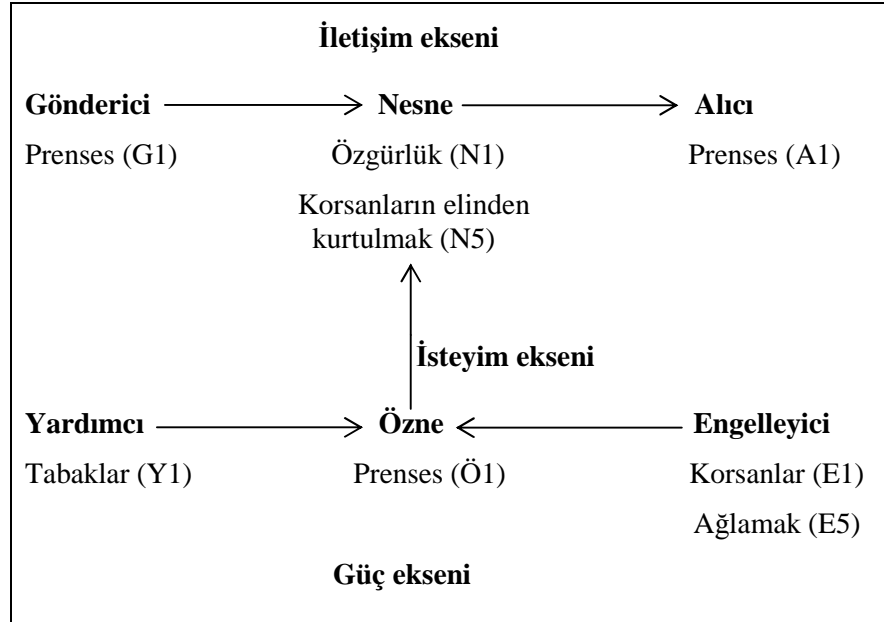 İletişim ekseni
Gönderici Nesne Alıcı
Prenses (G1) Özgürlük (N1) Prenses (A1)
Korsanların elinden
kurtulmak (N5)
İsteyim ekseni
Yardımcı Özne Engelleyici
Tabaklar (Y1) Prenses (Ö1) Korsanlar (E1)
Ağlamak (E5)
Güç ekseni